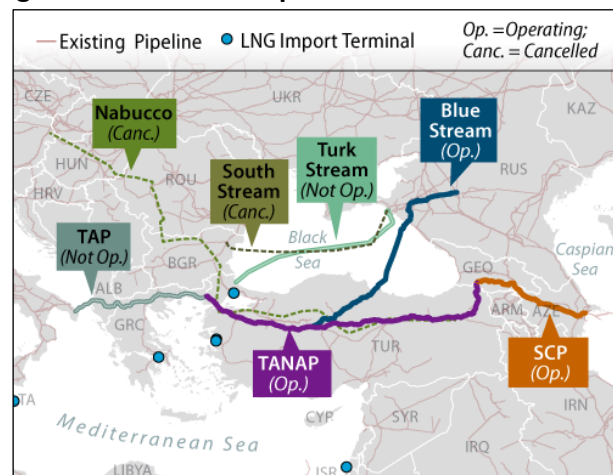 Existing Pipeline
LNG Import Terminal
Op. =Operating;
Canc. = Cancelled
CZE
UKR
KAZ
Nabucco
(Canc.)
Blue
Stream
(Op.)
Turk
Stream
(Not Op.)
South
Stream
(Canc.)
HUN
ROU
RUS
HRV
TAP
(Not Op.)
Black
Sea
Caspian
Sea
BGR
GEO
ALB
ARM
AZE
GRC
TANAP
(Op.)
TUR
SCP
(Op.)
TA
Mediterranean Sea
CYP
SYR
IRN
IRQ
LIBYA
ISR